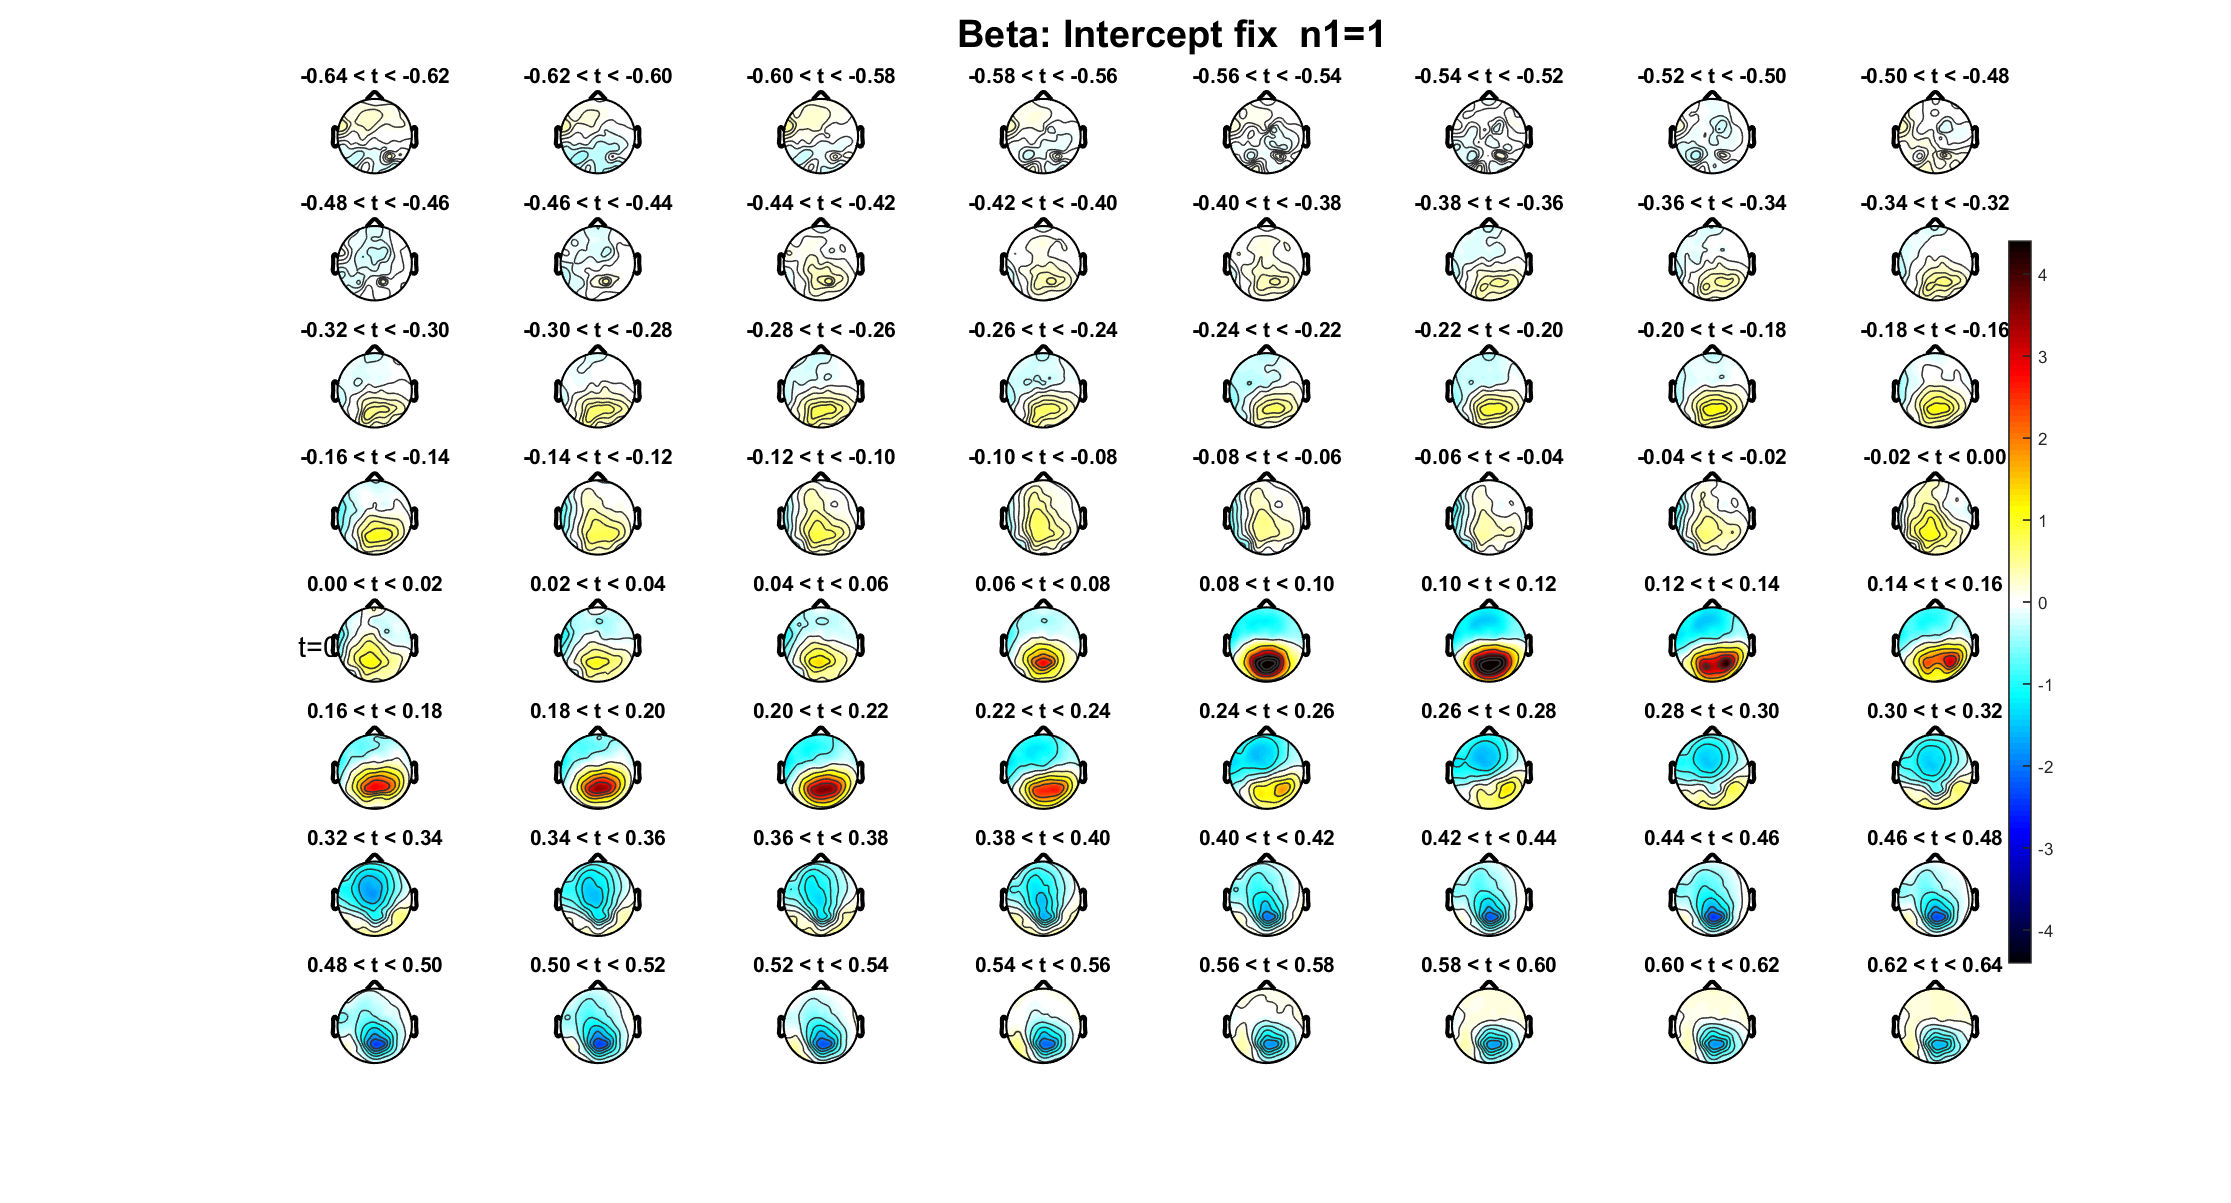 Beta: Intercept fix  n1=1
-0.64 < t < -0.62 -0.62 < t < -0.60 -0.60 < t < -0.58 -0.58 < t < -0.56 -0.56 < t < -0.54 -0.54 < t < -0.52 -0.52 < t < -0.50 -0.50 < t < -0.48
-0.48 < t < -0.46 -0.46 < t < -0.44 -0.44 < t < -0.42 -0.42 < t < -0.40 -0.40 < t < -0.38 -0.38 < t < -0.36 -0.36 < t < -0.34 -0.34 < t < -0.32
-0.32 < t < -0.30 -0.30 < t < -0.28 -0.28 < t < -0.26 -0.26 < t < -0.24 -0.24 < t < -0.22 -0.22 < t < -0.20 -0.20 < t < -0.18 -0.18 < t < -0.16
-0.16 < t < -0.14 -0.14 < t < -0.12 -0.12 < t < -0.10 -0.10 < t < -0.08 -0.08 < t < -0.06 -0.06 < t < -0.04 -0.04 < t < -0.02 -0.02 < t < 0.00
0.00 < t < 0.02 0.02 < t < 0.04 0.04 < t < 0.06 0.06 < t < 0.08 0.08 < t < 0.10 0.10 < t < 0.12 0.12 < t < 0.14 0.14 < t < 0.16
t=0
0.16 < t < 0.18 0.18 < t < 0.20 0.20 < t < 0.22 0.22 < t < 0.24 0.24 < t < 0.26 0.26 < t < 0.28 0.28 < t < 0.30 0.30 < t < 0.32
0.32 < t < 0.34 0.34 < t < 0.36 0.36 < t < 0.38 0.38 < t < 0.40 0.40 < t < 0.42 0.42 < t < 0.44 0.44 < t < 0.46 0.46 < t < 0.48
0.48 < t < 0.50 0.50 < t < 0.52 0.52 < t < 0.54 0.54 < t < 0.56 0.56 < t < 0.58 0.58 < t < 0.60 0.60 < t < 0.62 0.62 < t < 0.64
4
3
2
1
0
-1
-2
-3
-4